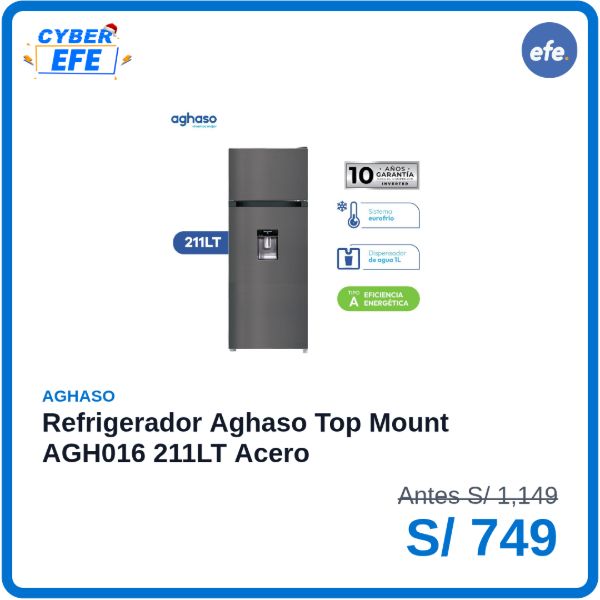 CYBER
EFE
efe.
aghaso
10 AÑOS
GARANTÍA
INVERTER
Sistema
eurofrío
211LT
Dispensador
de agua 1L
TIPO
A
EFICIENCIA
ENERGÉTICA
AGHASO
Refrigerador Aghaso Top Mount
AGH016 211LT Acero
Antes S/ 1,149
S/ 749